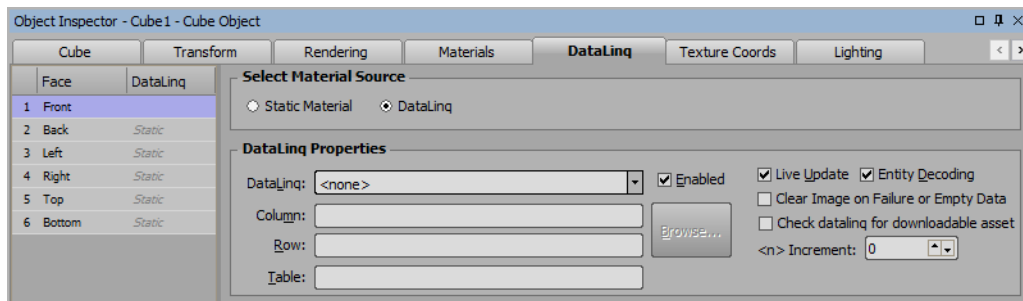 Object Inspector - Cube1 - Cube Object
Cube Transform Rendering Materials DataLinq Texture Coords Lighting
Face DataLinq
1 Front
2 Back Static
3 Left Static
4 Right Static
5 Top Static
6 Bottom Static
Select Material Source
Static Material DataLinq
DataLinq Properties
DataLinq: <none> Enabled
Column:
Row:
Table:
Browse...
Live Update Entity Decoding
Clear Image on Failure or Empty Data
Check datalinq for downloadable asset
<n> Increment: 0